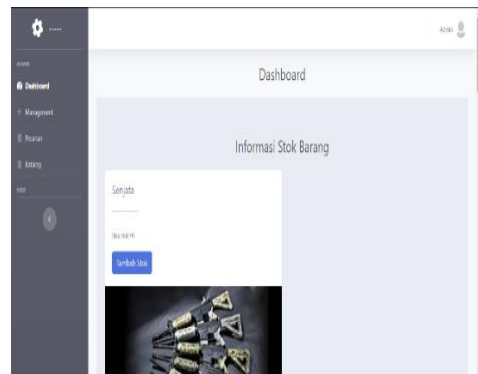 Admin
Dashboard
Management
Pesanan
Katalog
Dashboard
Informasi Stok Barang
Senjata
Tambah Stok